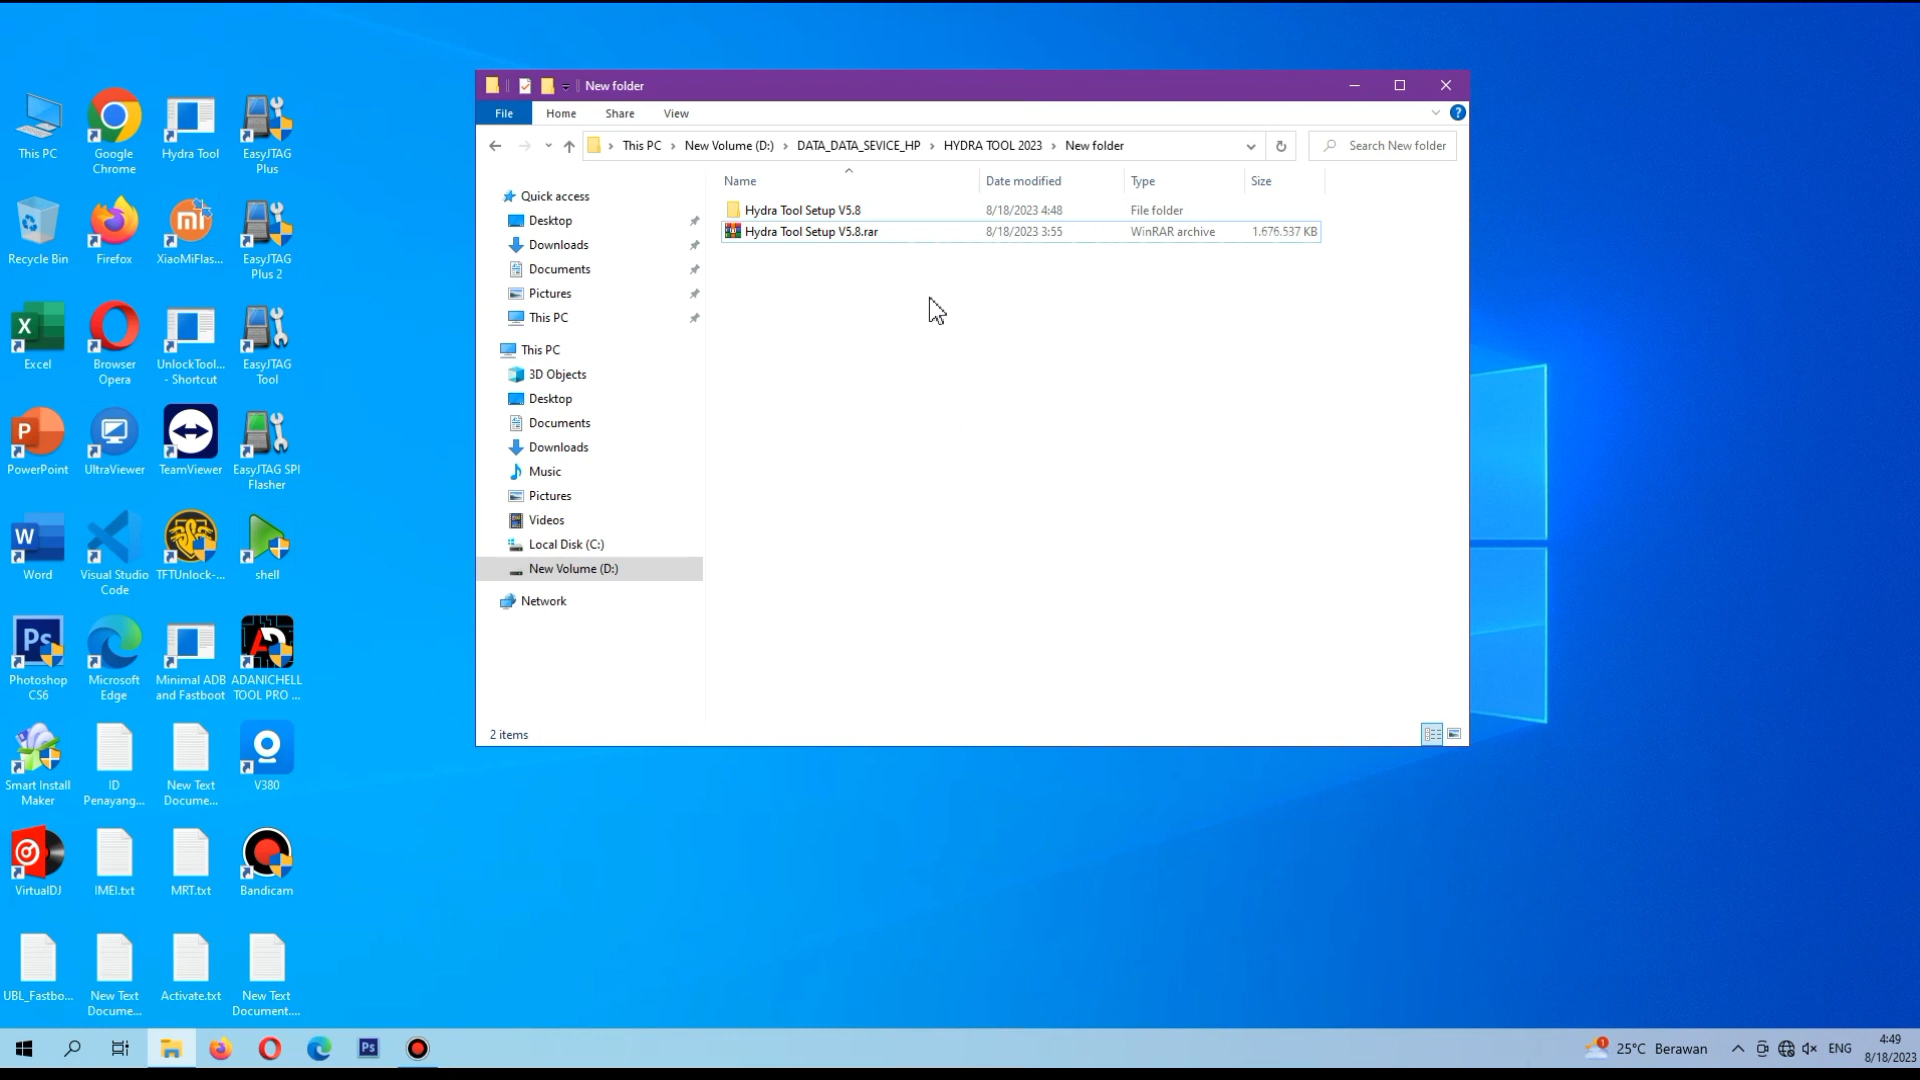 This PC
Google
Chrome
Hydra Tool
EasyJTAG
Plus
Recycle Bin
Firefox
XiaoMiFlas...
EasyJTAG
Plus 2
Excel
Browser
Opera
UnlockTool...
- Shortcut
EasyJTAG
Tool
PowerPoint
UltraViewer
TeamViewer
EasyJTAG SPI
Flasher
Word
Visual Studio
Code
TFTUnlock-...
shell
Photoshop
CS6
Microsoft
Edge
Minimal ADB
and Fastboot
ADANICHELL
TOOL PRO ...
Smart Install
Maker
ID
Penayang...
New Text
Docume...
V380
VirtualDJ
IMEI.txt
MRT.txt
Bandicam
UBL_Fastbo...
New Text
Docume...
Activate.txt
New Text
Document....
New folder
File Home Share View
This PC > New Volume (D:) > DATA_DATA_SEVICE_HP > HYDRA TOOL 2023 > New folder
Search New folder
Quick access
Desktop
Downloads
Documents
Pictures
This PC
This PC
3D Objects
Desktop
Documents
Downloads
Music
Pictures
Videos
Local Disk (C:)
New Volume (D:)
Network
Name Date modified Type Size
Hydra Tool Setup V5.8 8/18/2023 4:48 File folder
Hydra Tool Setup V5.8.rar 8/18/2023 3:55 WinRAR archive 1.676.537 KB
2 items
25°C Berawan
ENG
4:49
8/18/2023